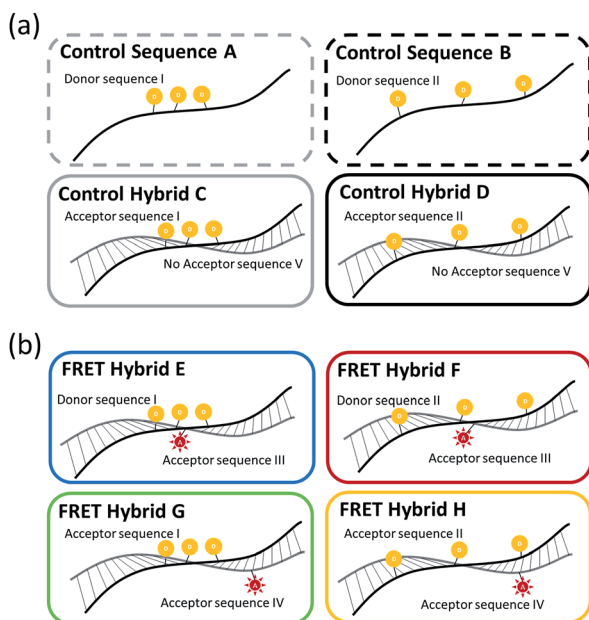 (a)
Control Sequence A
Donor sequence I
D D D
Control Sequence B
Donor sequence II
D D D
Control Hybrid C
Acceptor sequence I
D D D
No Acceptor sequence V
Control Hybrid D
Acceptor sequence II
D D D
No Acceptor sequence V
(b)
FRET Hybrid E
Donor sequence I
D D D
A
Acceptor sequence III
FRET Hybrid F
Donor sequence II
D D D
A
Acceptor sequence III
FRET Hybrid G
Acceptor sequence I
D D D
A
Acceptor sequence IV
FRET Hybrid H
Acceptor sequence II
D D D
A
Acceptor sequence IV